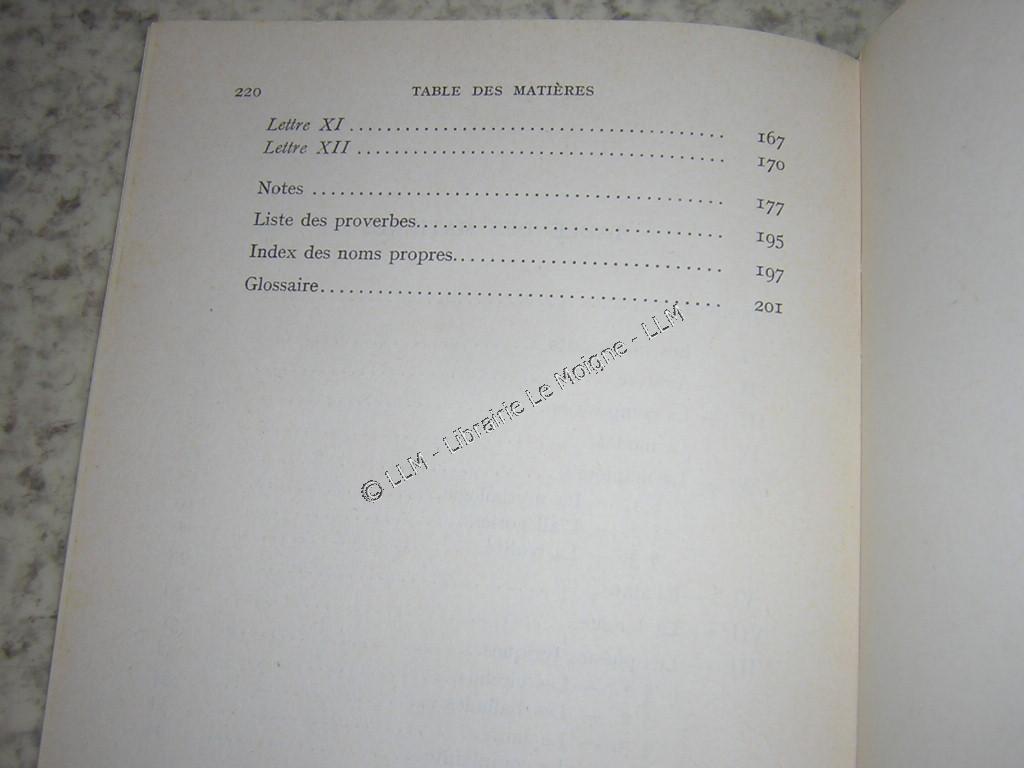 220 TABLE DES MATIÈRES
Lettre XI ........................................ 167
Lettre XII ....................................... 170
Notes ............................................ 177
Liste des proverbes................................ 195
Index des noms propres............................. 197
Glossaire.......................................... 201
© LLM - Librairie Le Moigne - LLM